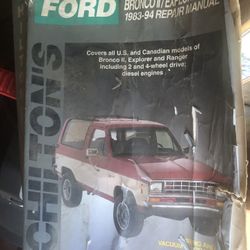 FORD
BRONCO II/EXPLORER
1983-94 REPAIR MANUAL
Covers all U.S. and Canadian models of
Bronco II, Explorer and Ranger
including 2 and 4-wheel drive;
diesel engines
CHILTON'S
VACUUM